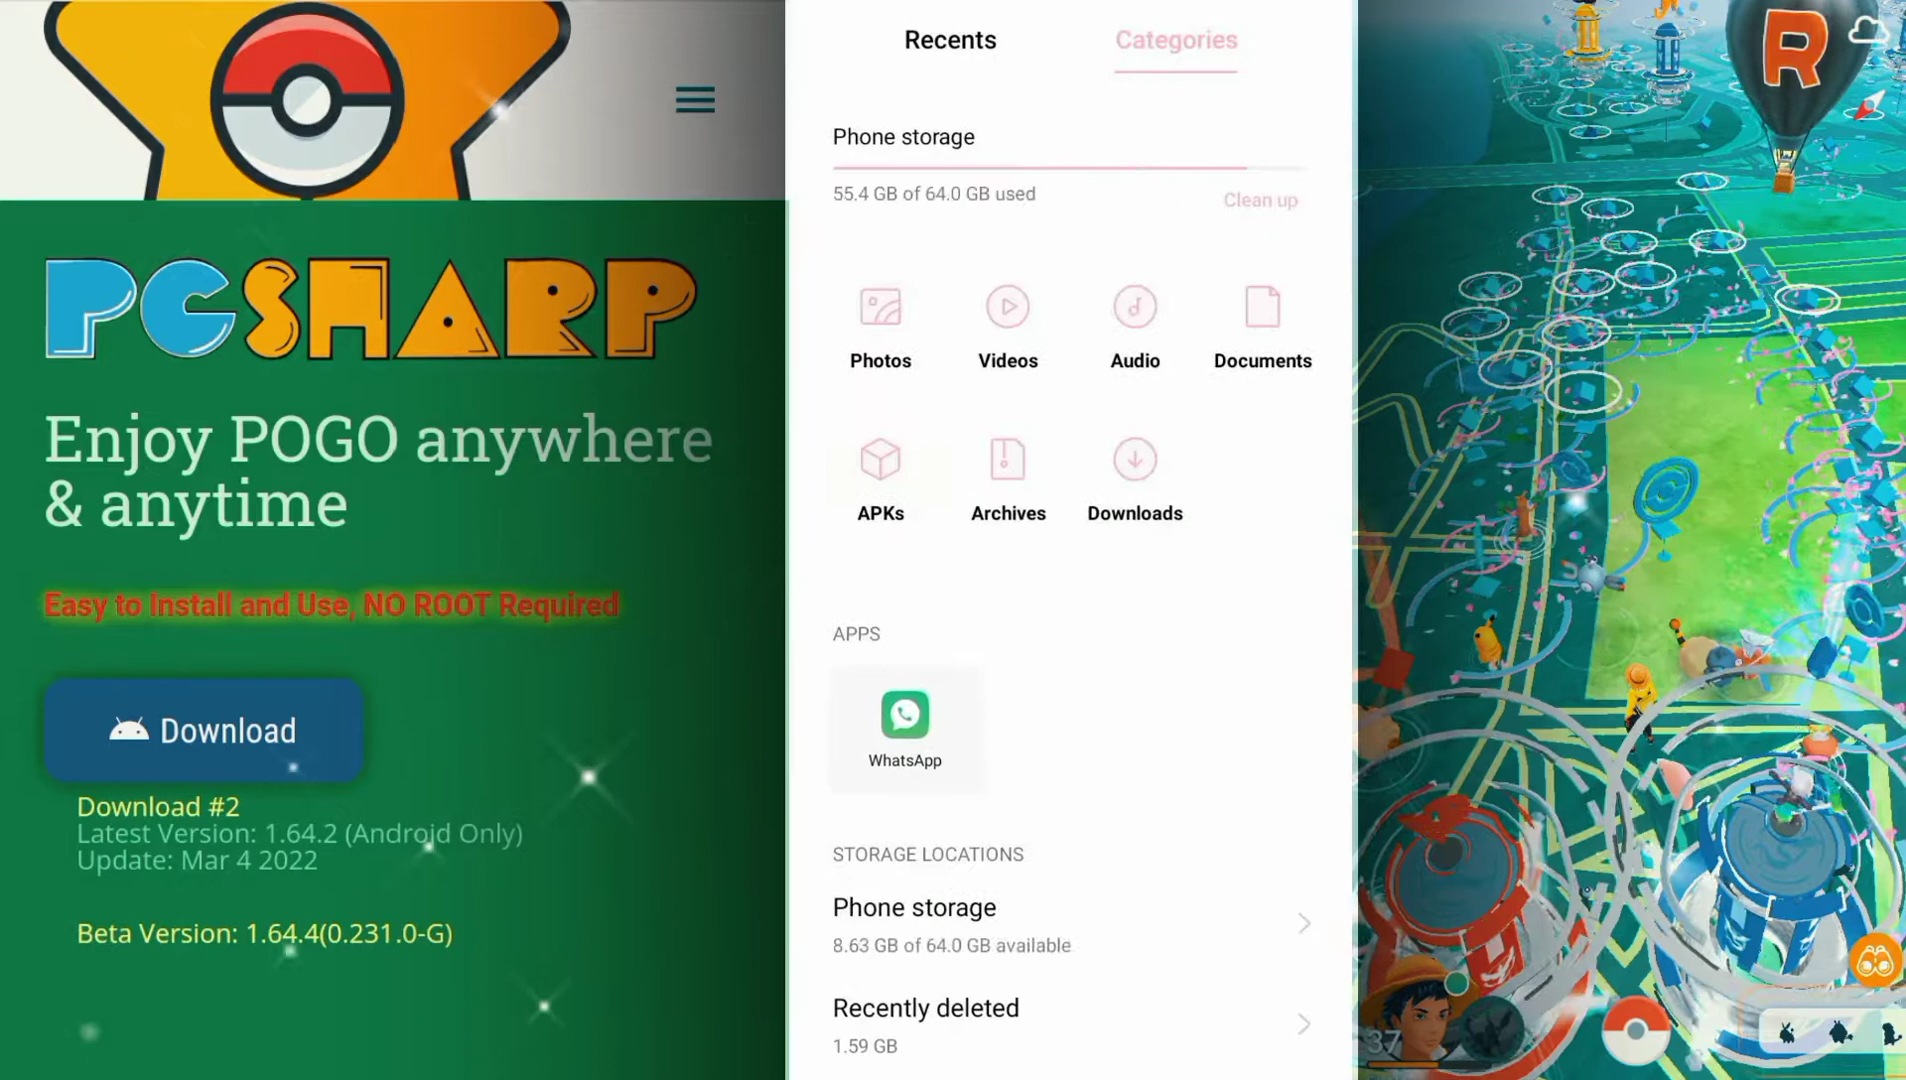 PGSHARP
Enjoy POGO anywhere
& anytime
Easy to Install and Use, NO ROOT Required
Download
Download #2
Latest Version: 1.64.2 (Android Only)
Update: Mar 4 2022
Beta Version: 1.64.4(0.231.0-G)
Recents
Categories
Phone storage
55.4 GB of 64.0 GB used
Clean up
Photos
Videos
Audio
Documents
APKs
Archives
Downloads
APPS
WhatsApp
STORAGE LOCATIONS
Phone storage
8.63 GB of 64.0 GB available
Recently deleted
1.59 GB
R
37